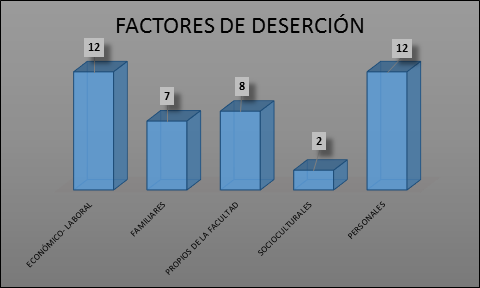 FACTORES DE DESERCIÓN
12
7
8
2
12
ECONÓMICO- LABORAL
FAMILIARES
PROPIOS DE LA FACULTAD
SOCIOCULTURALES
PERSONALES